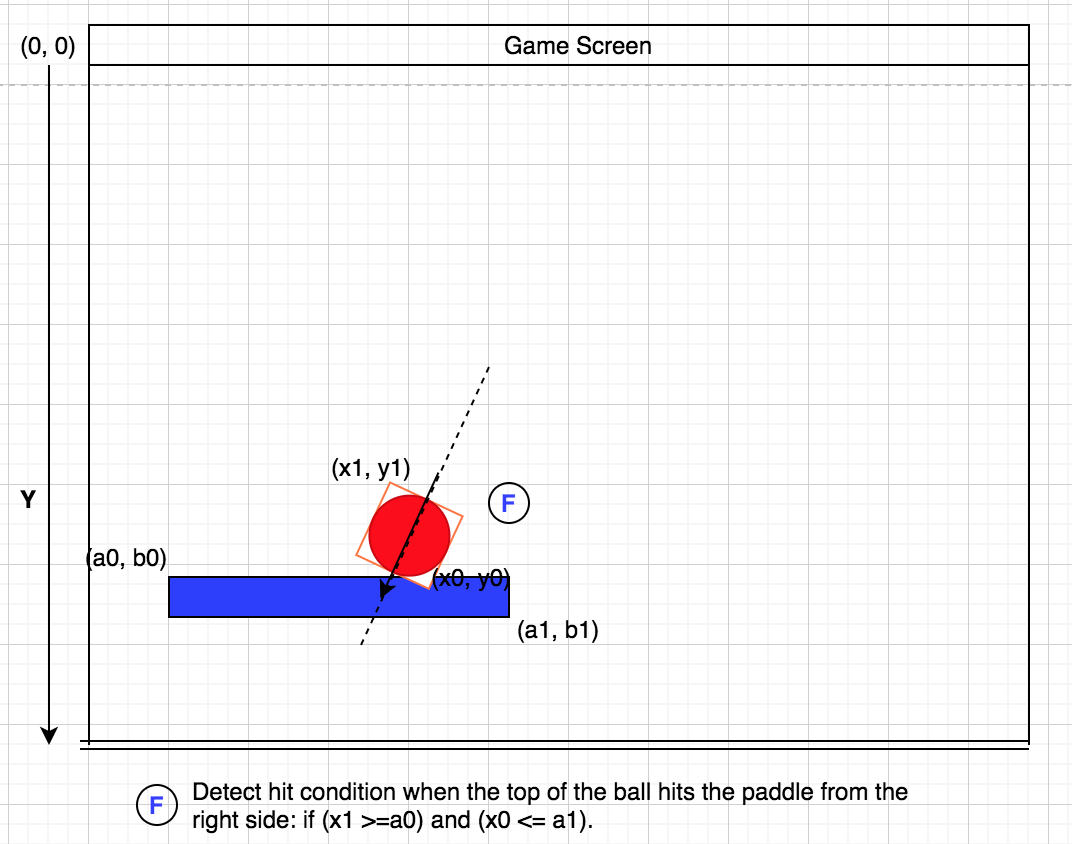 (0, 0)
Game Screen
(x1, y1)
Y
F
(a0, b0)
(x0, y0)
(a1, b1)
F
Detect hit condition when the top of the ball hits the paddle from the
right side: if (x1 >=a0) and (x0 <= a1).